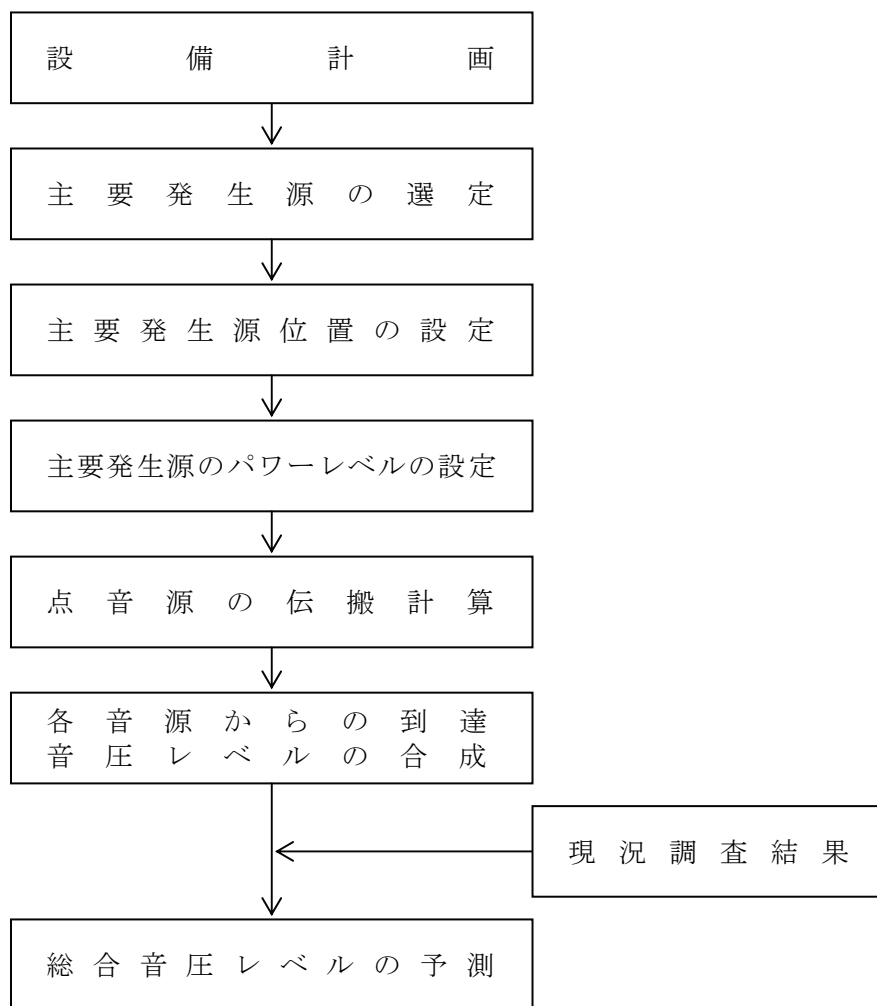 設備計画
主要発生源の選定
主要発生源位置の設定
主要発生源のパワーレベルの設定
点音源の伝搬計算
各音源からの到達
音圧レベルの合成
現況調査結果
総合音圧レベルの予測